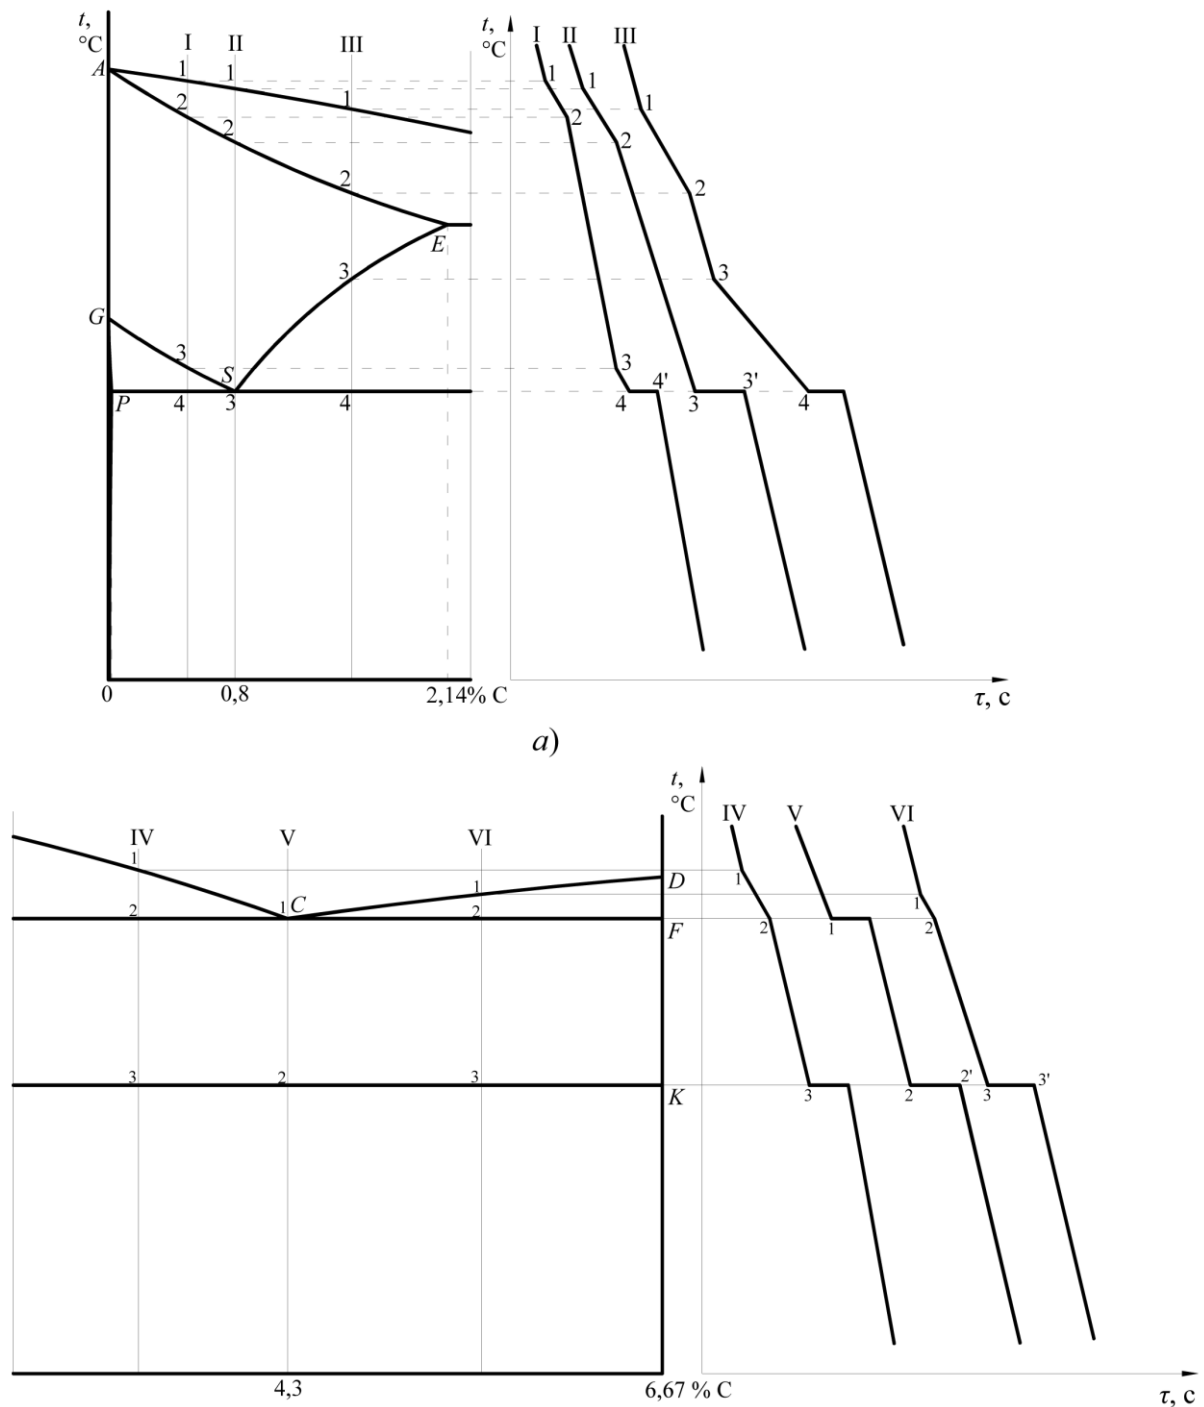 t,
°C
I II III
A
1 1 1
2 2 2
E
3
G
3
S
P 4 3 4
0 0,8 2,14% C
t,
°C
I II III
1 1 1
2 2 2
3
3
4 4' 3 3' 4
τ, с
а)
IV V VI
1 1 1
C
D
2 2
F
3 2 3
K
4,3 6,67 % C
t,
°C
IV V VI
1 1
2 1 2
3 2 2' 3 3'
τ, с